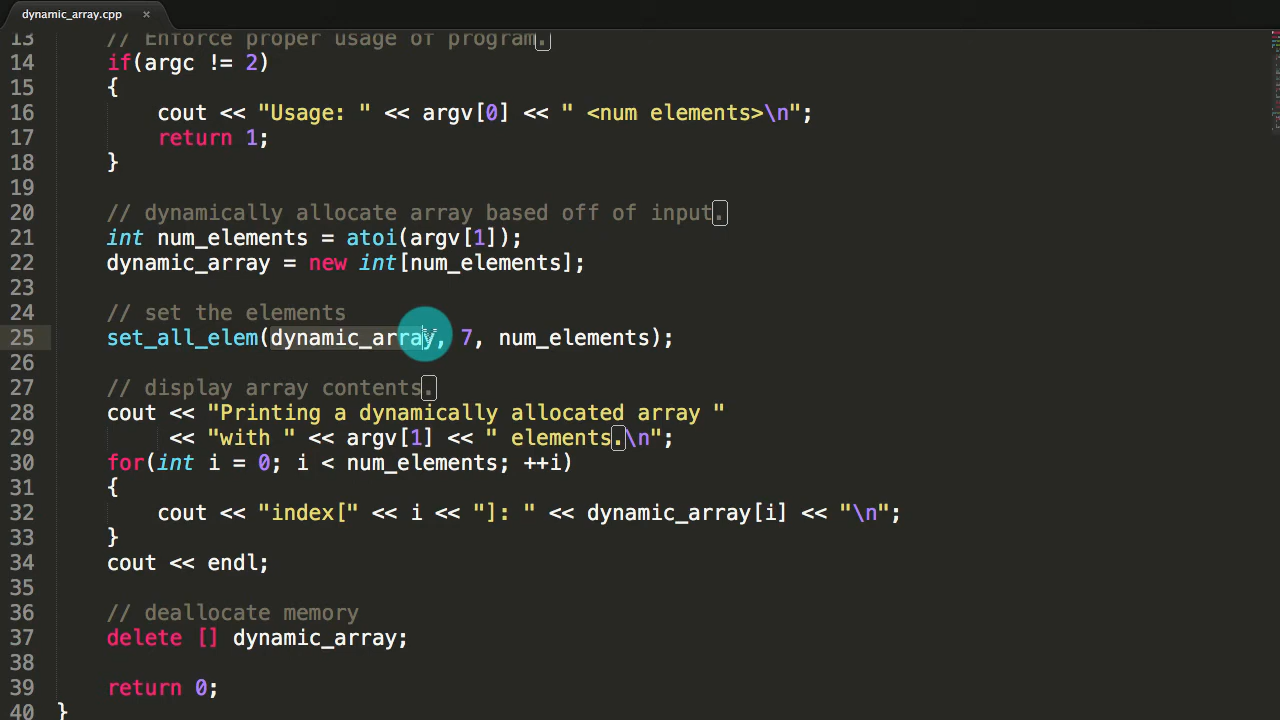 dynamic_array.cpp ×
13 // Enforce proper usage of program.
14 if(argc != 2)
15 {
16 cout << "Usage: " << argv[0] << " <num elements>\n";
17 return 1;
18 }
19
20 // dynamically allocate array based off of input.
21 int num_elements = atoi(argv[1]);
22 dynamic_array = new int[num_elements];
23
24 // set the elements
25 set_all_elem(dynamic_array, 7, num_elements);
26
27 // display array contents.
28 cout << "Printing a dynamically allocated array "
29 << "with " << argv[1] << " elements.\n";
30 for(int i = 0; i < num_elements; ++i)
31 {
32 cout << "index[" << i << "]: " << dynamic_array[i] << "\n";
33 }
34 cout << endl;
35
36 // deallocate memory
37 delete [] dynamic_array;
38
39 return 0;
40 }